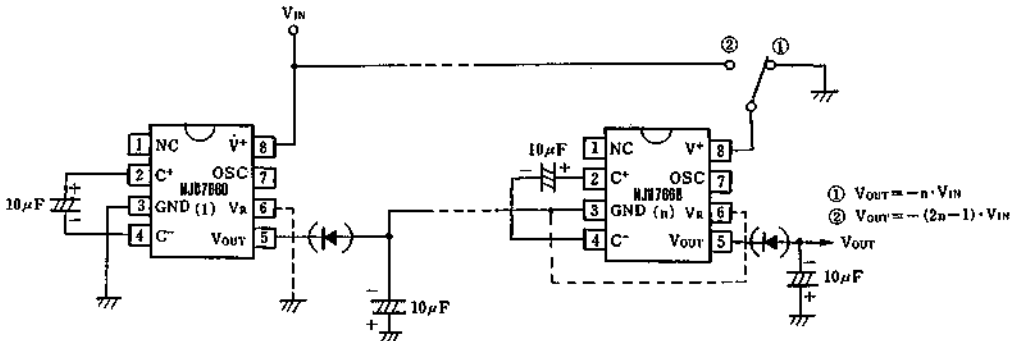 VIN
② ①
1 NC V+ 8
2 C+ OSC 7
NJU7660
3 GND (1) VR 6
4 C− VOUT 5
10μF + −
− 10μF +
10μF − +
1 NC V+ 8
2 C+ OSC 7
3 GND (n) VR 6
4 C− VOUT 5
① VOUT=−n·VIN
② VOUT=−(2n−1)·VIN
VOUT
− 10μF +